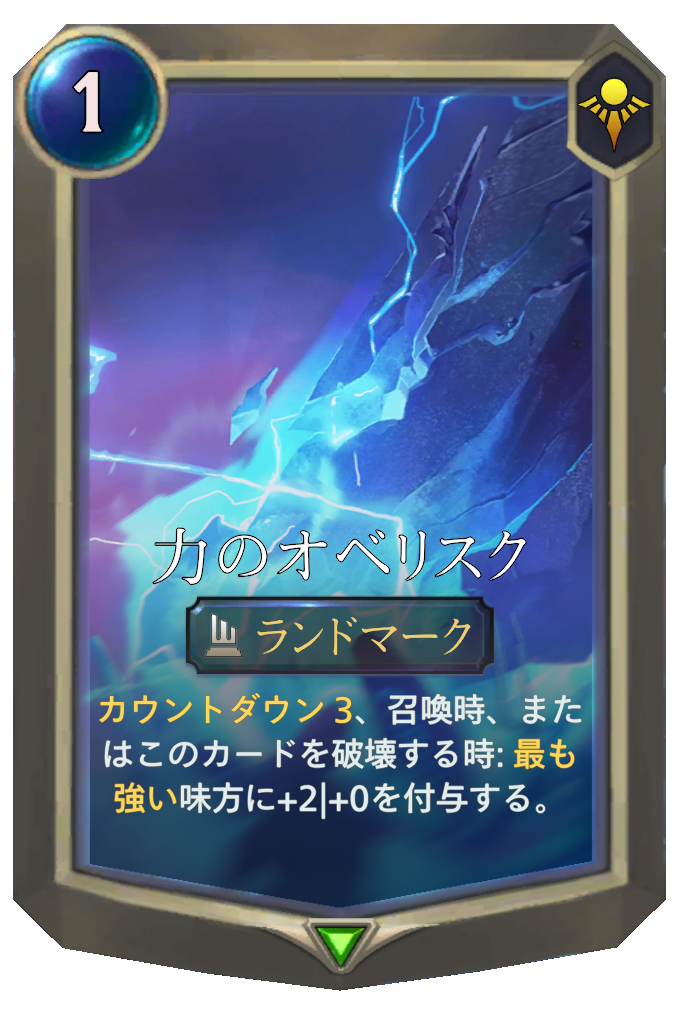 1
力のオベリスク
ランドマーク
カウントダウン 3、召喚時、また
はこのカードを破壊する時: 最も
強い味方に+2|+0を付与する。